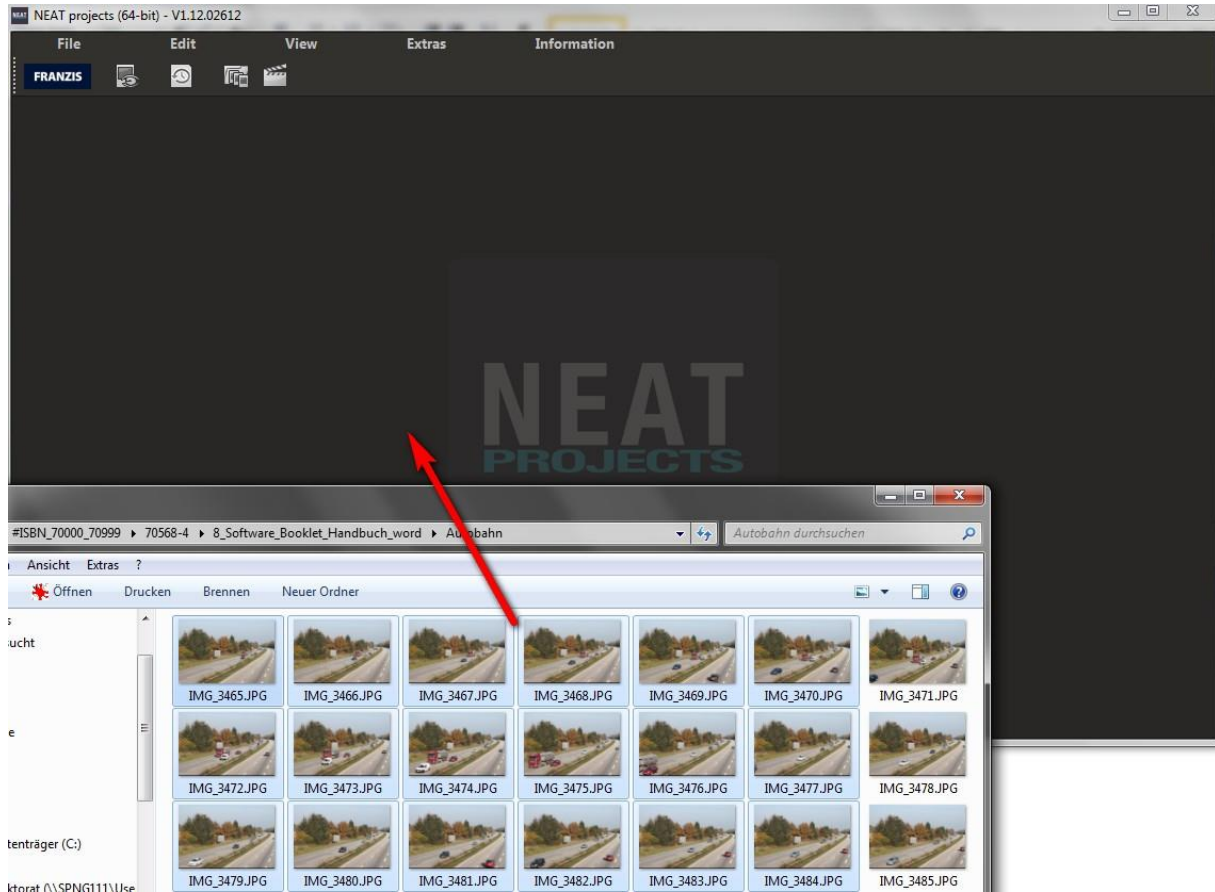 NEAT NEAT projects (64-bit) - V1.12.02612
File Edit View Extras Information
FRANZIS
NEAT
PROJECTS
#ISBN_70000_70999 ▸ 70568-4 ▸ 8_Software_Booklet_Handbuch_word ▸ Autobahn
Autobahn durchsuchen
Ansicht Extras ?
Öffnen Drucken Brennen Neuer Ordner
ucht
IMG_3465.JPG IMG_3466.JPG IMG_3467.JPG IMG_3468.JPG IMG_3469.JPG IMG_3470.JPG IMG_3471.JPG
IMG_3472.JPG IMG_3473.JPG IMG_3474.JPG IMG_3475.JPG IMG_3476.JPG IMG_3477.JPG IMG_3478.JPG
tenträger (C:)
IMG_3479.JPG IMG_3480.JPG IMG_3481.JPG IMG_3482.JPG IMG_3483.JPG IMG_3484.JPG IMG_3485.JPG
ktorat (\\SPNG111\Use